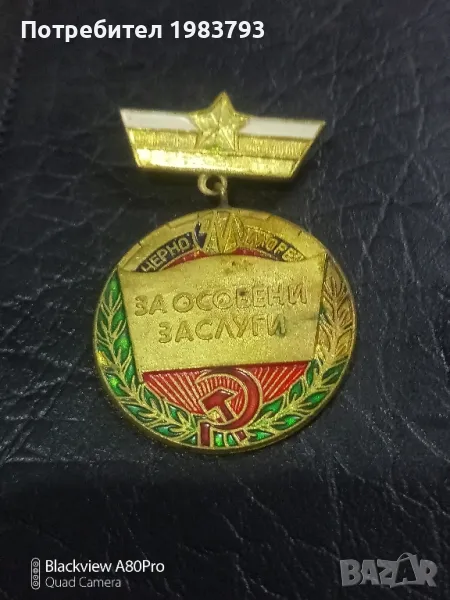 Потребител 1983793
ЧЕРНО МОРЕ
ЗА ОСОБЕНИ
ЗАСЛУГИ
Blackview A80Pro
Quad Camera
BAZAR